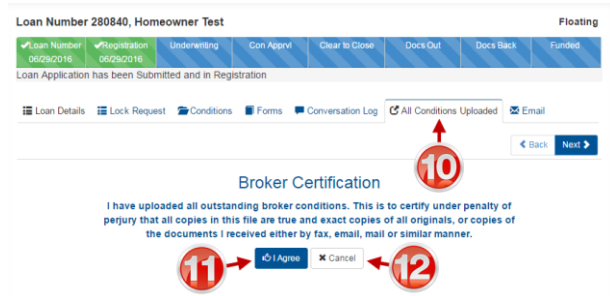 Loan Number 280840, Homeowner Test Floating
Loan Number Registration Underwriting Con Apprvl Clear to Close Docs Out Docs Back Funded
06/29/2016 06/29/2016
Loan Application has been Submitted and in Registration
Loan Details Lock Request Conditions Forms Conversation Log All Conditions Uploaded Email
10
Back Next
Broker Certification
I have uploaded all outstanding broker conditions. This is to certify under penalty of
perjury that all copies in this file are true and exact copies of all originals, or copies of
the documents I received either by fax, email, mail or similar manner.
11 I Agree Cancel 12